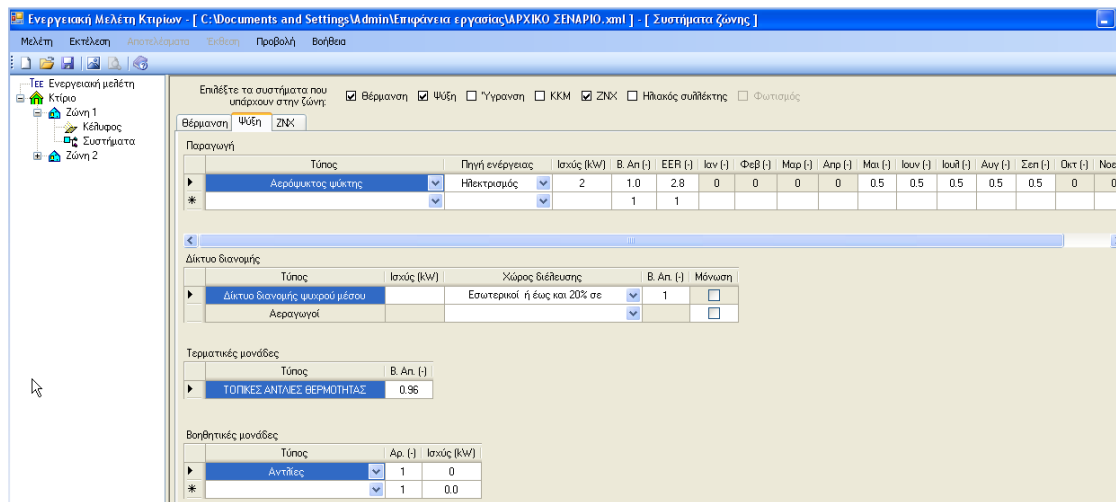 Ενεργειακή Μελέτη Κτιρίων - [ C:\Documents and Settings\Admin\Επιφάνεια εργασίας\ΑΡΧΙΚΟ ΣΕΝΑΡΙΟ.xml ] - [ Συστήματα ζώνης ]
Μελέτη Εκτέλεση Αποτελέσματα Έκθεση Προβολή Βοήθεια
ΤΕΕ Ενεργειακή μελέτη
Κτίριο
Ζώνη 1
Κέλυφος
Συστήματα
Ζώνη 2
Επιλέξτε τα συστήματα που
υπάρχουν στην ζώνη:
Θέρμανση Ψύξη Ύγρανση ΚΚΜ ΖΝΧ Ηλιακός συλλέκτης Φωτισμός
Θέρμανση Ψύξη ΖΝΧ
Παραγωγή
Τύπος Πηγή ενέργειας Ισχύς (kW) Β. Απ (-) EER (-) Ιαν (-) Φεβ (-) Μαρ (-) Απρ (-) Μαι (-) Ιουν (-) Ιουλ (-) Αυγ (-) Σεπ (-) Οκτ (-) Νοε
Αερόψυκτος ψύκτης Ηλεκτρισμός 2 1.0 2.8 0 0 0 0 0.5 0.5 0.5 0.5 0.5 0 0
1 1
Δίκτυο διανομής
Τύπος Ισχύς (kW) Χώρος διέλευσης Β. Απ. (-) Μόνωση
Δίκτυο διανομής ψυχρού μέσου Εσωτερικοί ή έως και 20% σε 1
Αεραγωγοί
Τερματικές μονάδες
Τύπος Β. Απ. (-)
ΤΟΠΙΚΕΣ ΑΝΤΛΙΕΣ ΘΕΡΜΟΤΗΤΑΣ 0.96
Βοηθητικές μονάδες
Τύπος Αρ. (-) Ισχύς (kW)
Αντλίες 1 0
1 0.0